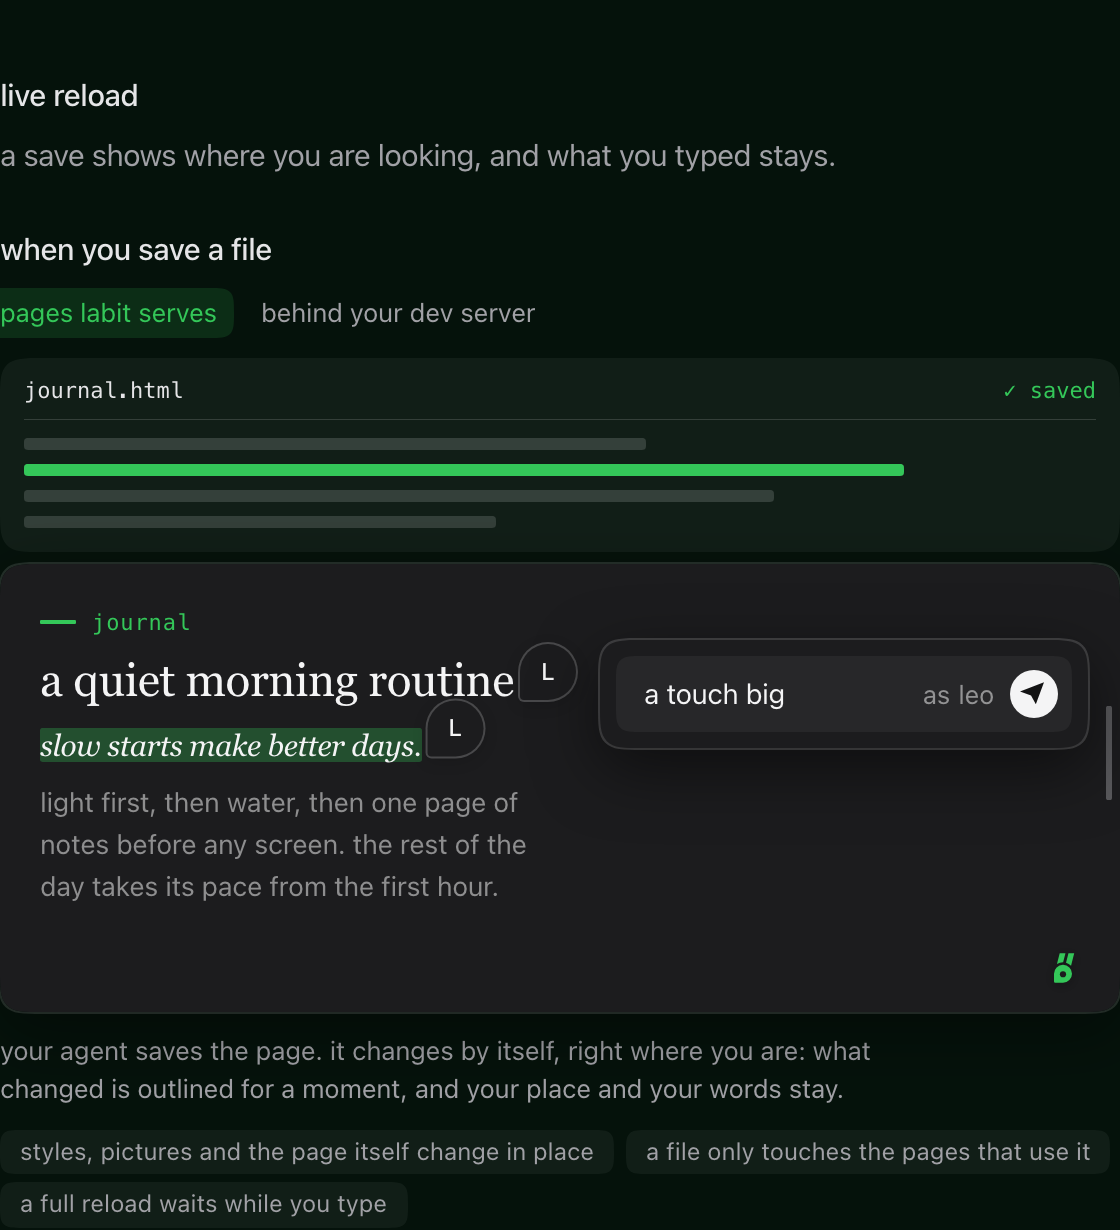 live reload
a save shows where you are looking, and what you typed stays.
when you save a file
pages labit serves
behind your dev server
journal.html
✓ saved
journal
a quiet morning routine
L
a touch big
as leo
slow starts make better days.
L
light first, then water, then one page of
notes before any screen. the rest of the
day takes its pace from the first hour.
your agent saves the page. it changes by itself, right where you are: what
changed is outlined for a moment, and your place and your words stay.
styles, pictures and the page itself change in place
a file only touches the pages that use it
a full reload waits while you type